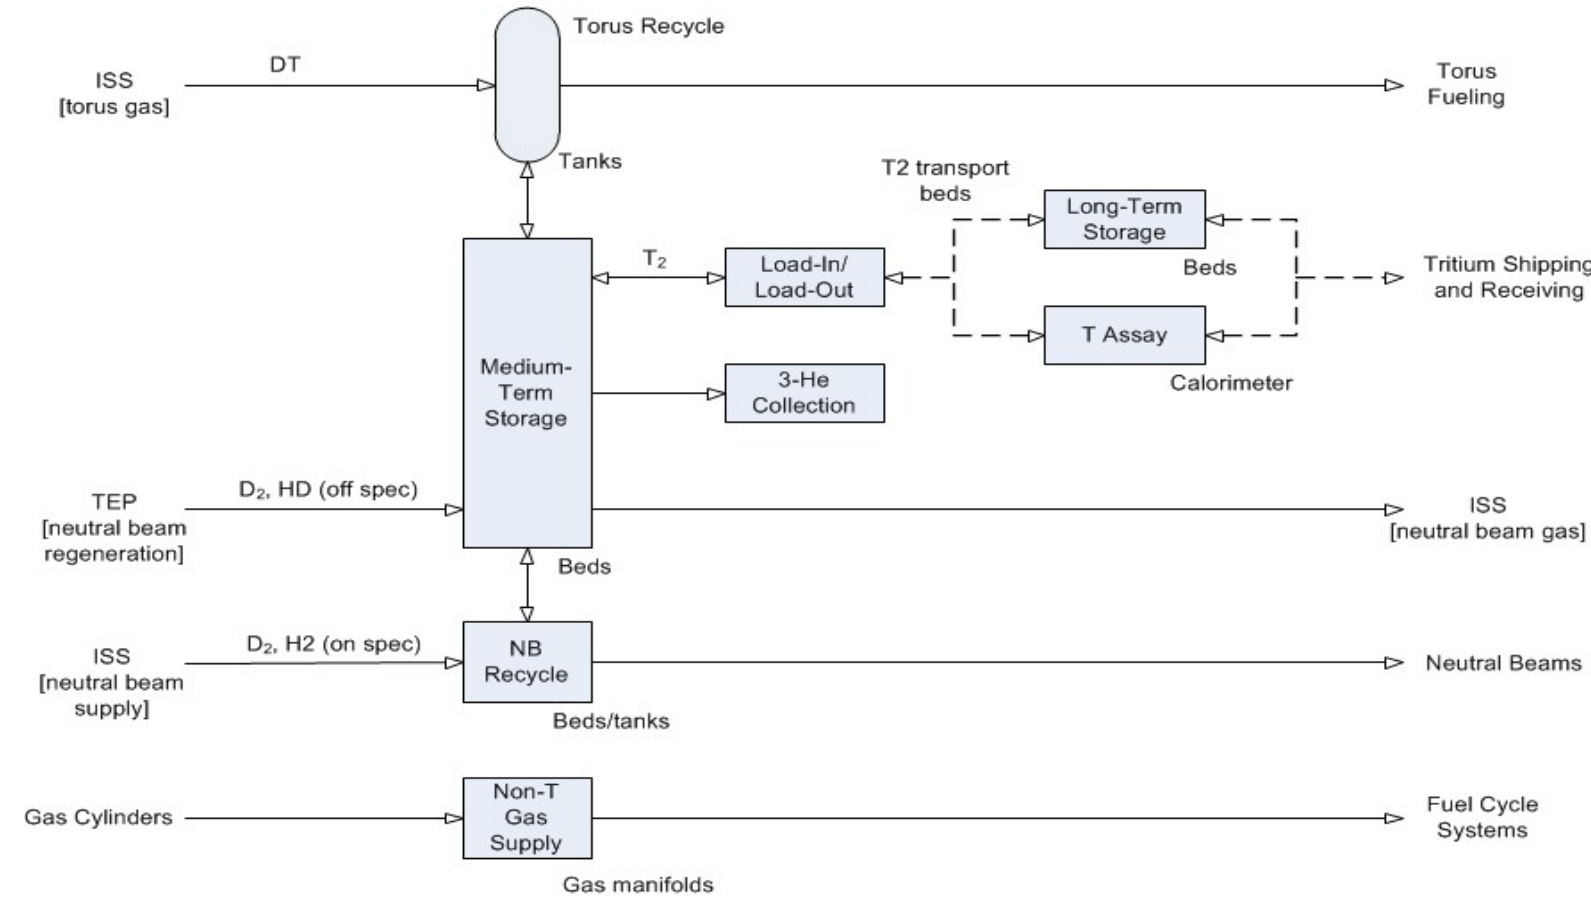 Torus Recycle
DT
ISS
[torus gas]
Torus
Fueling
Tanks
T2 transport
beds
Long-Term
Storage
Beds
T₂
Load-In/
Load-Out
Tritium Shipping
and Receiving
T Assay
Calorimeter
Medium-
Term
Storage
3-He
Collection
D₂, HD (off spec)
TEP
[neutral beam
regeneration]
ISS
[neutral beam gas]
Beds
D₂, H2 (on spec)
ISS
[neutral beam
supply]
NB
Recycle
Neutral Beams
Beds/tanks
Gas Cylinders
Non-T
Gas
Supply
Fuel Cycle
Systems
Gas manifolds